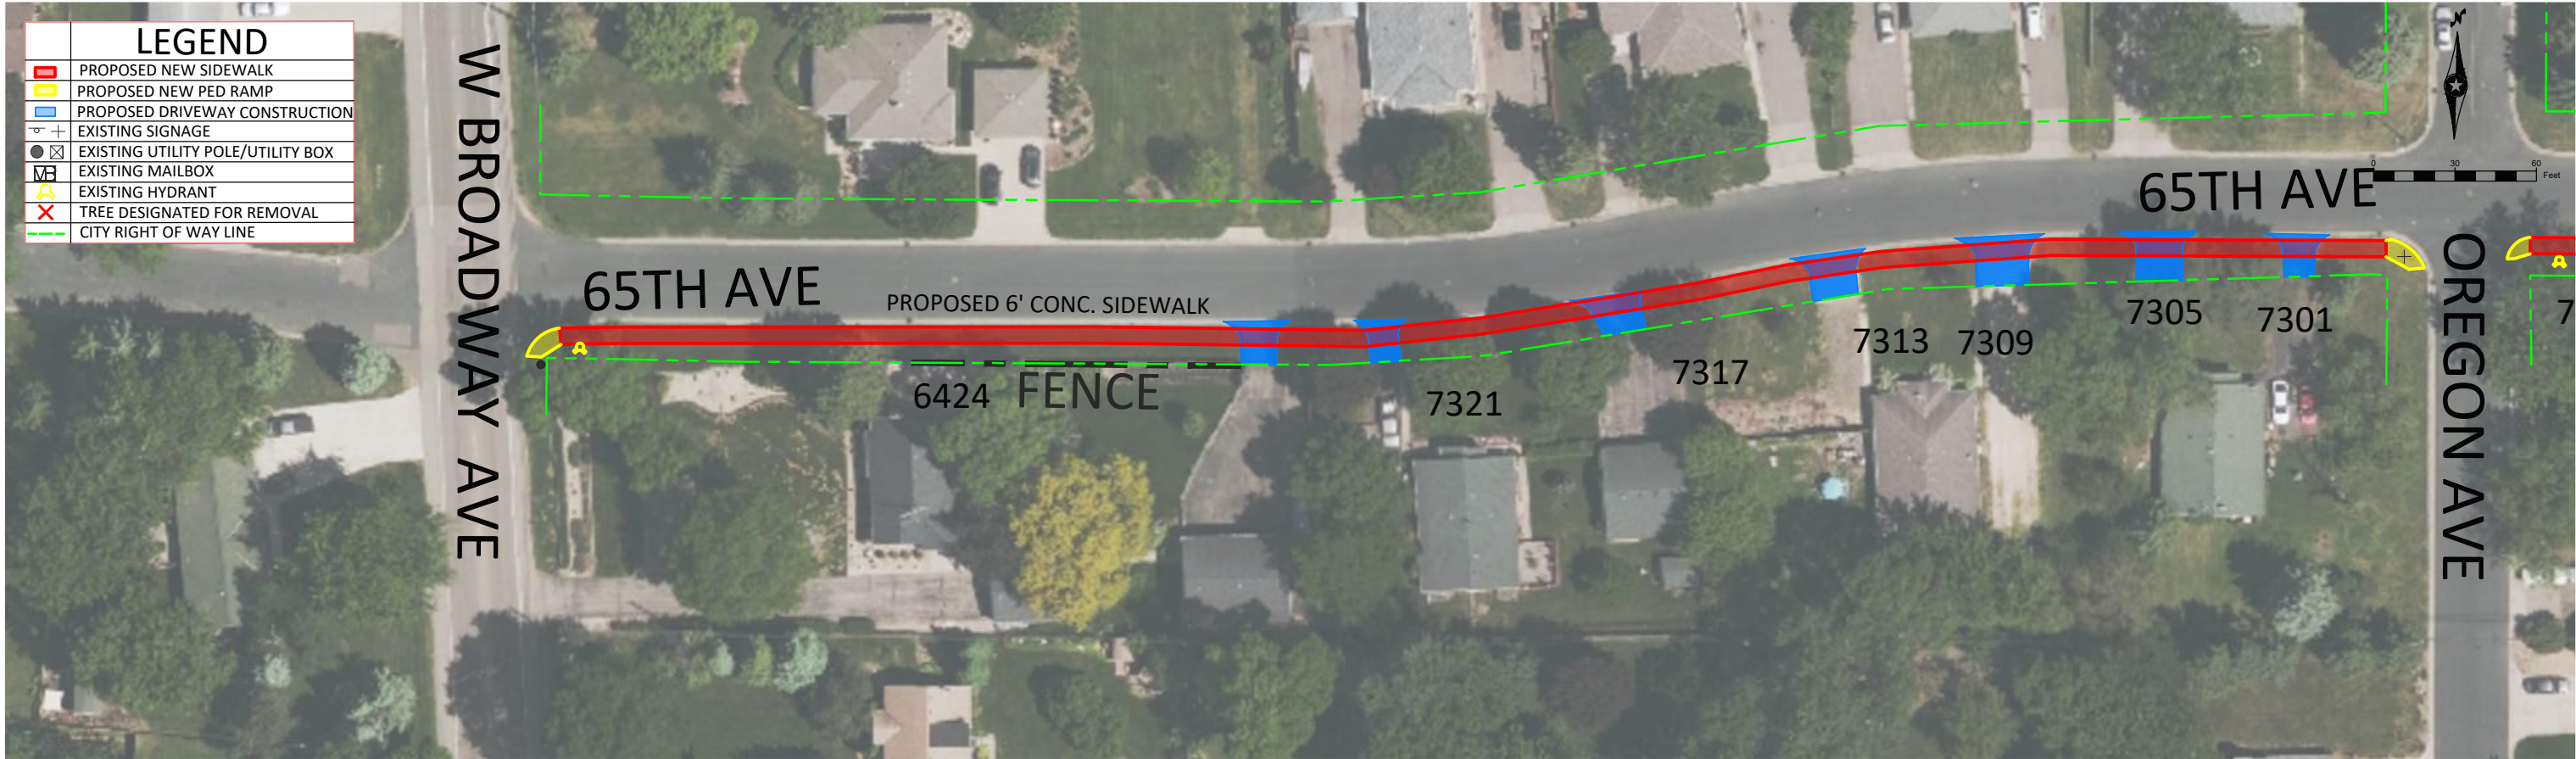 LEGEND
PROPOSED NEW SIDEWALK
PROPOSED NEW PED RAMP
PROPOSED DRIVEWAY CONSTRUCTION
EXISTING SIGNAGE
EXISTING UTILITY POLE/UTILITY BOX
MB EXISTING MAILBOX
EXISTING HYDRANT
TREE DESIGNATED FOR REMOVAL
CITY RIGHT OF WAY LINE
W BROADWAY AVE
65TH AVE
PROPOSED 6' CONC. SIDEWALK
6424
FENCE
7321
7317
7313
7309
7305
7301
65TH AVE
N
0 30 60
Feet
OREGON AVE
7